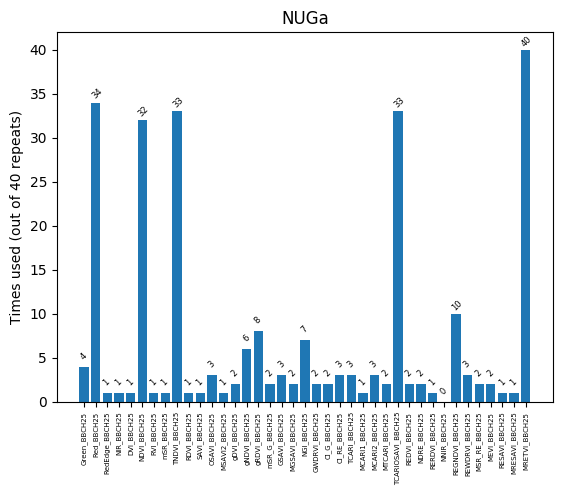 NUGa
Times used (out of 40 repeats)
40
35
30
25
20
15
10
5
0
4
34
1
1
1
32
1
1
33
1
1
3
1
2
6
8
2
3
2
7
2
2
3
3
1
3
2
33
2
2
1
0
10
3
2
2
1
1
40
Green_BBCH25
Red_BBCH25
RedEdge_BBCH25
NIR_BBCH25
DVI_BBCH25
NDVI_BBCH25
RVI_BBCH25
mSR_BBCH25
TNDVI_BBCH25
RDVI_BBCH25
SAVI_BBCH25
OSAVI_BBCH25
MSAVI2_BBCH25
gDVI_BBCH25
gNDVI_BBCH25
gRDVI_BBCH25
mSR_G_BBCH25
GSAVI_BBCH25
MGSAVI_BBCH25
NGI_BBCH25
GWDRVI_BBCH25
CI_G_BBCH25
CI_RE_BBCH25
TCARI_BBCH25
MCARI1_BBCH25
MCARI2_BBCH25
MTCARI_BBCH25
TCARIOSAVI_BBCH25
REDVI_BBCH25
NDRE_BBCH25
RERDVI_BBCH25
NNIR_BBCH25
REGNDVI_BBCH25
REWDRVI_BBCH25
MSR_RE_BBCH25
MEVI_BBCH25
RESAVI_BBCH25
MRESAVI_BBCH25
MRETVI_BBCH25